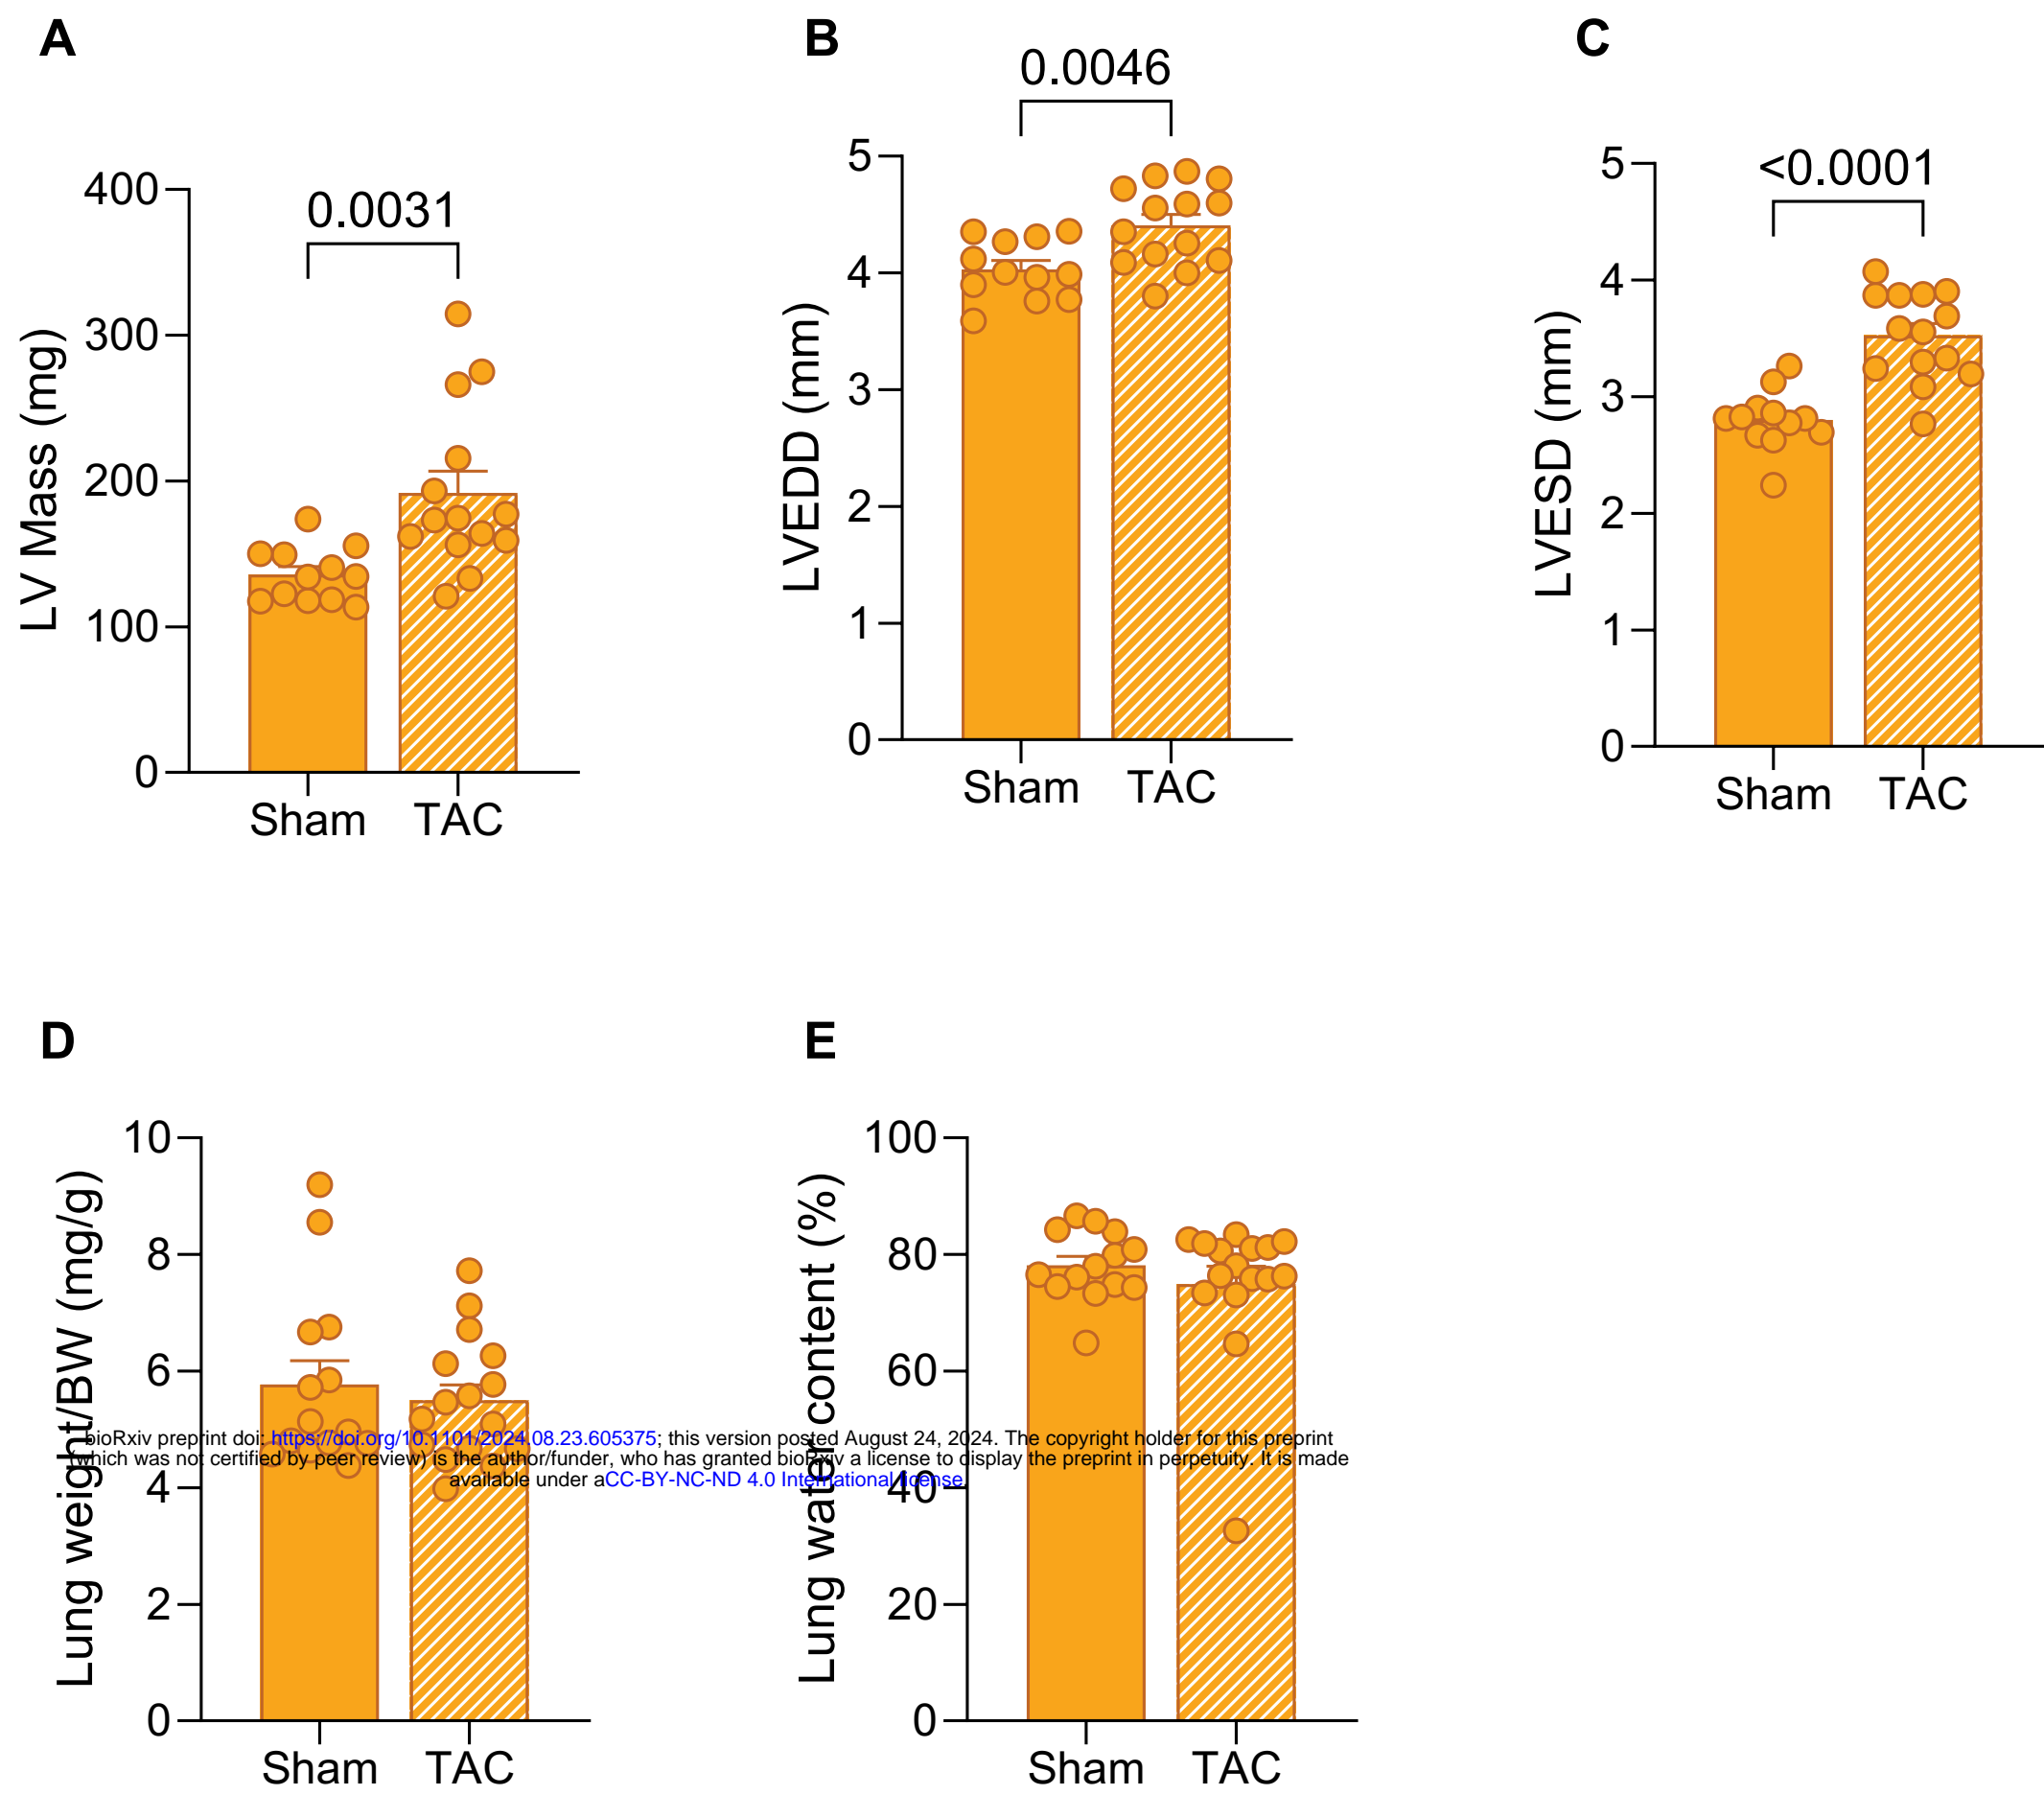 A
B
C
0.0031
0.0046
<0.0001
LV Mass (mg)
400
300
200
100
0
Sham TAC
LVEDD (mm)
5
4
3
2
1
0
Sham TAC
LVESD (mm)
5
4
3
2
1
0
Sham TAC
D
E
Lung weight/BW (mg/g)
10
8
6
4
2
0
Sham TAC
Lung water content (%)
100
80
60
40
20
0
Sham TAC
bioRxiv preprint doi: https://doi.org/10.1101/2024.08.23.605375; this version posted August 24, 2024. The copyright holder for this preprint
(which was not certified by peer review) is the author/funder, who has granted bioRxiv a license to display the preprint in perpetuity. It is made
available under aCC-BY-NC-ND 4.0 International license.